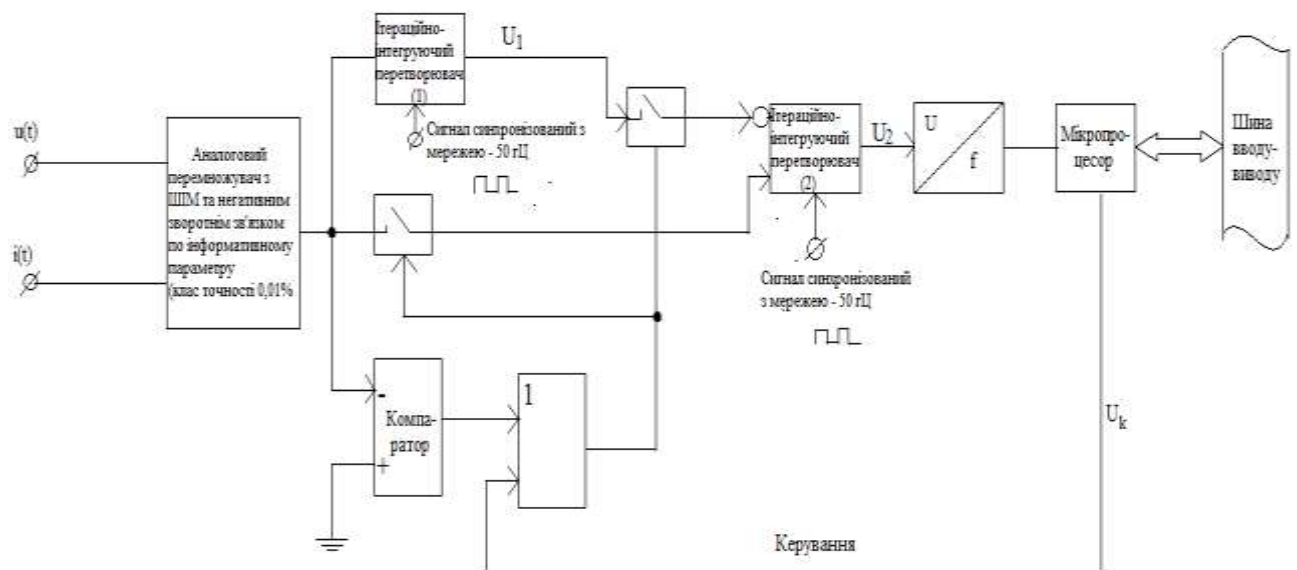 u(t)
i(t)
Аналоговий
перемножувач з
ШІМ та негативним
зворотнім зв'язком
по інформативному
параметру
(клас точності 0,01%
Ітераційно-
інтегруючий
перетворювач
(1)
U1
Сигнал синхронізований з
мережею - 50 гЦ
Ітераційно-
інтегруючий
перетворювач
(2)
U2
U
f
Мікропро-
цесор
Шина
вводу-
виводу
Сигнал синхронізований
з мережею - 50 гЦ
-
Компа-
ратор
+
1
Uk
Керування